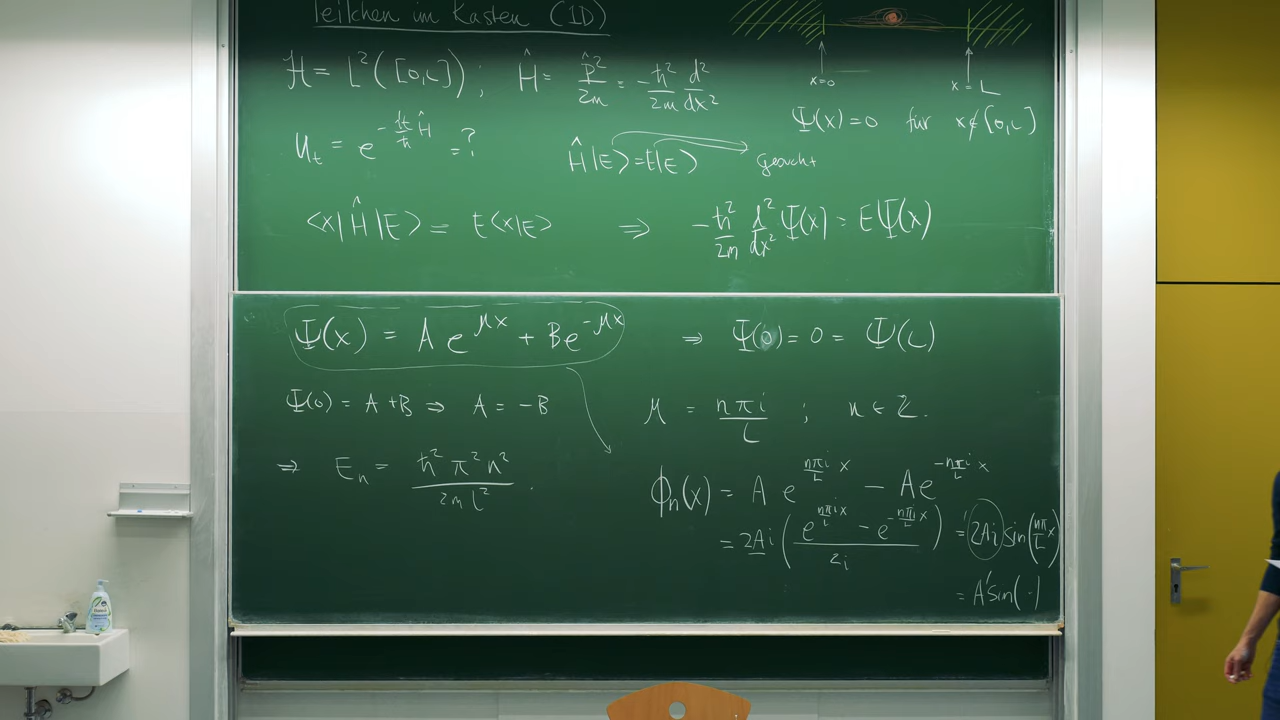 Teilchen im Kasten (1D)
x=0
x=L
H = L²([0,L]) ; Ĥ = P̂²/2m = -ħ²/2m d²/dx²
Ψ(x)=0 für x∉[0,L]
U_t = e^{-it/ħ Ĥ} = ?
Ĥ|E⟩=E|E⟩ gesucht
⟨x|Ĥ|E⟩ = E⟨x|E⟩ ⇒ -ħ²/2m d²/dx² Ψ(x) = EΨ(x)
Ψ(x) = A e^{μx} + Be^{-μx} ⇒ Ψ(0) = 0 = Ψ(L)
Ψ(0) = A + B ⇒ A = -B
μ = nπi/L ; n ∈ Z.
⇒ E_n = ħ²π²n²/2mL² .
ϕ_n(x) = A e^{nπi/L x} - Ae^{-nπi/L x}
= 2Ai ( (e^{nπi/L x} - e^{-nπi/L x})/2i ) = 2Ai sin(nπ/L x)
= A' sin(·)